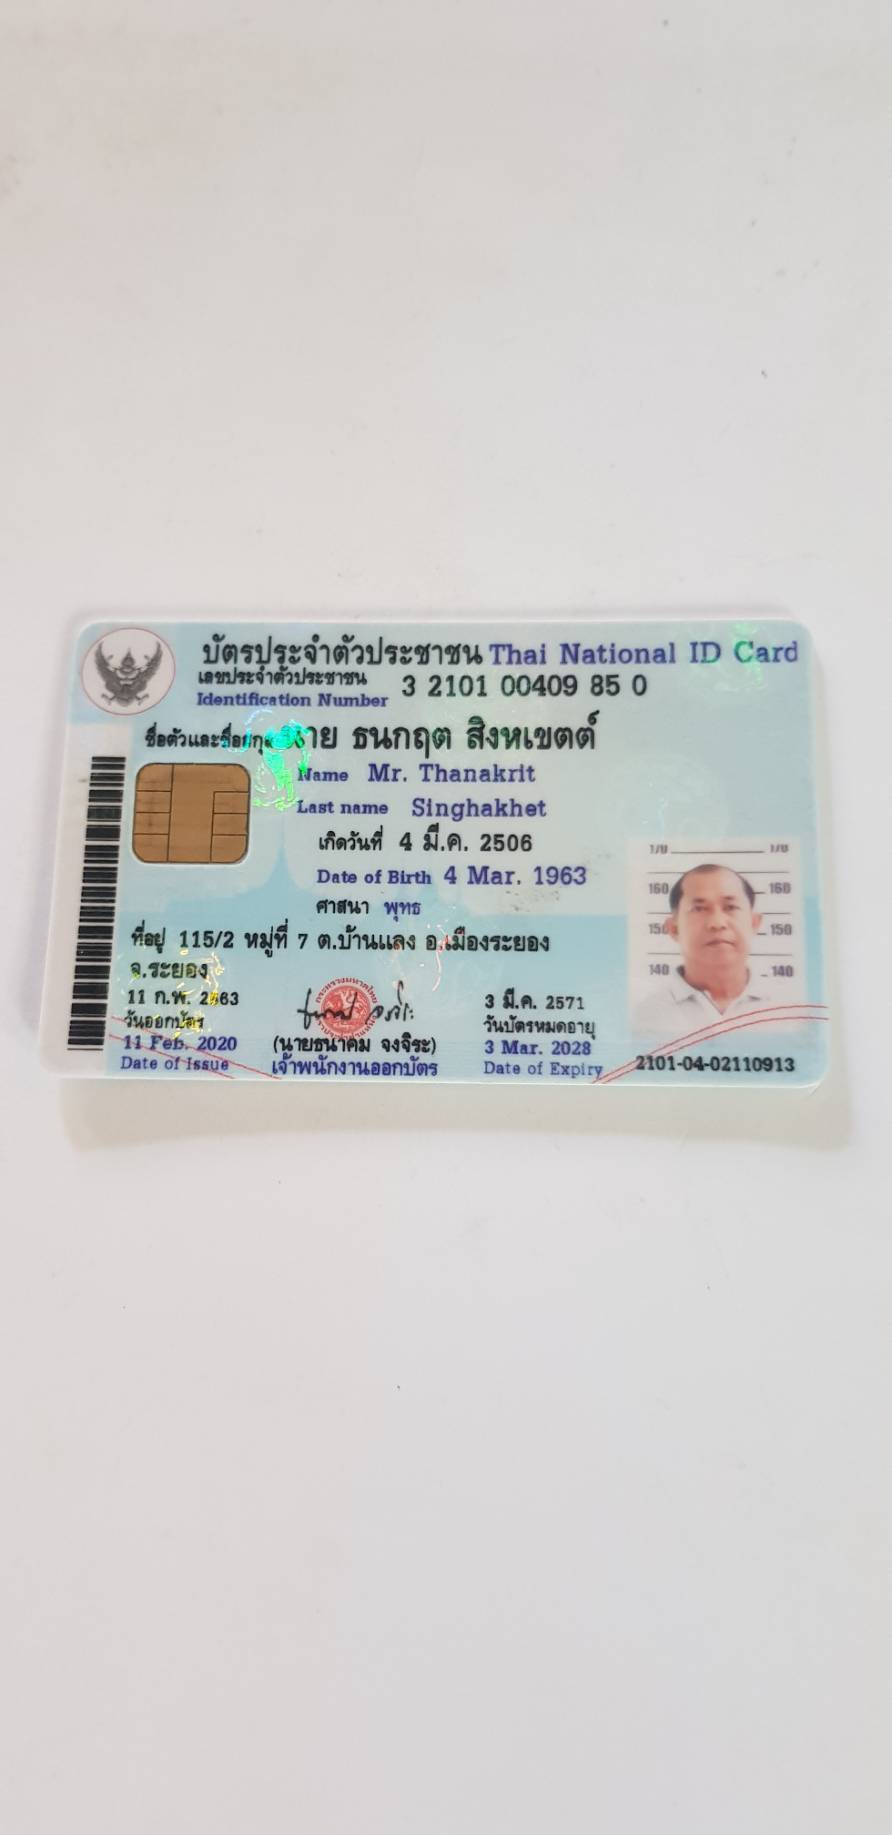 บัตรประจำตัวประชาชน Thai National ID Card
เลขประจำตัวประชาชน
Identification Number
3 2101 00409 85 0
ชื่อตัวและชื่อสกุล นาย ธนกฤต สิงหเขตต์
Name Mr. Thanakrit
Last name Singhakhet
เกิดวันที่ 4 มี.ค. 2506
Date of Birth 4 Mar. 1963
ศาสนา พุทธ
ที่อยู่ 115/2 หมู่ที่ 7 ต.บ้านแลง อ.เมืองระยอง
จ.ระยอง
11 ก.พ. 2563
วันออกบัตร
11 Feb. 2020
Date of Issue
(นายธนาคม จงจิระ)
เจ้าพนักงานออกบัตร
3 มี.ค. 2571
วันบัตรหมดอายุ
3 Mar. 2028
Date of Expiry
160 160
150 150
140 140
2101-04-02110913